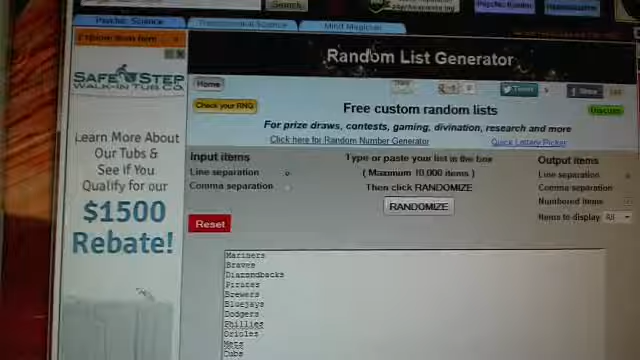 Search
Psychic Science
Transcendental Science
Mind Magician
Explore items here
SAFE STEP
WALK-IN TUB CO.
Learn More About
Our Tubs &
See if You
Qualify for our
$1500
Rebate!
Random List Generator
Home
Tweet
Share
Check your RNG
Free custom random lists
Discuss
For prize draws, contests, gaming, divination, research and more
Click here for Random Number Generator
Quick Lottery Picker
Input items
Type or paste your list in the box
Output items
Line separation
( Maximum 10,000 items )
Line separation
Comma separation
Then click RANDOMIZE
Comma separation
RANDOMIZE
Numbered items
Reset
Items to display All
Mariners
Braves
Diamondbacks
Pirates
Brewers
Bluejays
Dodgers
Phillies
Orioles
Mets
Cubs